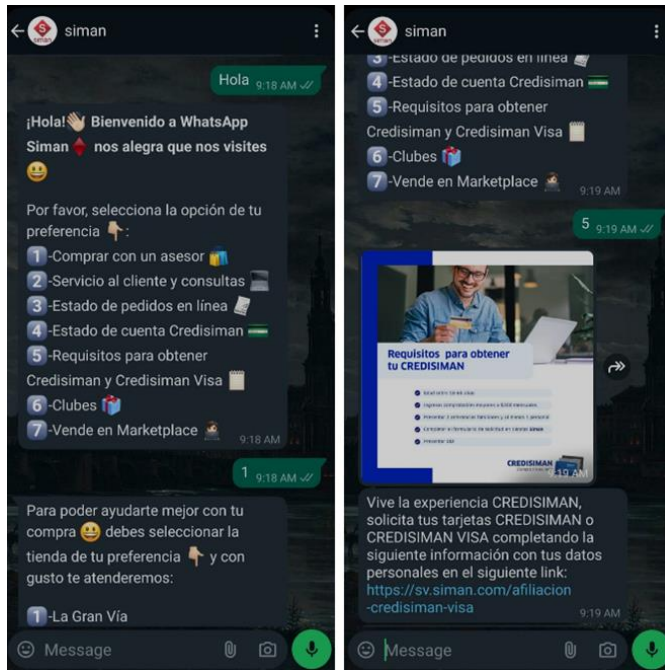 siman
Hola 9:18 AM
¡Hola!👋🏻 Bienvenido a WhatsApp
Siman♦️ nos alegra que nos visites
😃
Por favor, selecciona la opción de tu
preferencia 👇🏼:
1️⃣-Comprar con un asesor 🛍️
2️⃣-Servicio al cliente y consultas 💻
3️⃣-Estado de pedidos en línea 🧾
4️⃣-Estado de cuenta Credisiman 💳
5️⃣-Requisitos para obtener
Credisiman y Credisiman Visa 🗒️
6️⃣-Clubes 🎁
7️⃣-Vende en Marketplace 👩🏻‍💻
9:18 AM
1 9:18 AM
Para poder ayudarte mejor con tu
compra 😃 debes seleccionar la
tienda de tu preferencia 👇🏼 y con
gusto te atenderemos:
1️⃣-La Gran Vía
Message
siman
3️⃣-Estado de pedidos en línea 🧾
4️⃣-Estado de cuenta Credisiman 💳
5️⃣-Requisitos para obtener
Credisiman y Credisiman Visa 🗒️
6️⃣-Clubes 🎁
7️⃣-Vende en Marketplace 👩🏻‍💻
9:19 AM
5 9:19 AM
Requisitos para obtener
tu CREDISIMAN
CREDISIMAN
9:19 AM
Vive la experiencia CREDISIMAN,
solicita tus tarjetas CREDISIMAN o
CREDISIMAN VISA completando la
siguiente información con tus datos
personales en el siguiente link:
https://sv.siman.com/afiliacion
-credisiman-visa
9:19 AM
Message